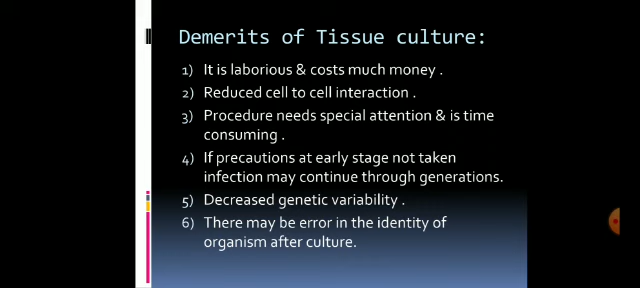 Demerits of Tissue culture:
1) It is laborious & costs much money .
2) Reduced cell to cell interaction .
3) Procedure needs special attention & is time
consuming .
4) If precautions at early stage not taken
infection may continue through generations.
5) Decreased genetic variability .
6) There may be error in the identity of
organism after culture.